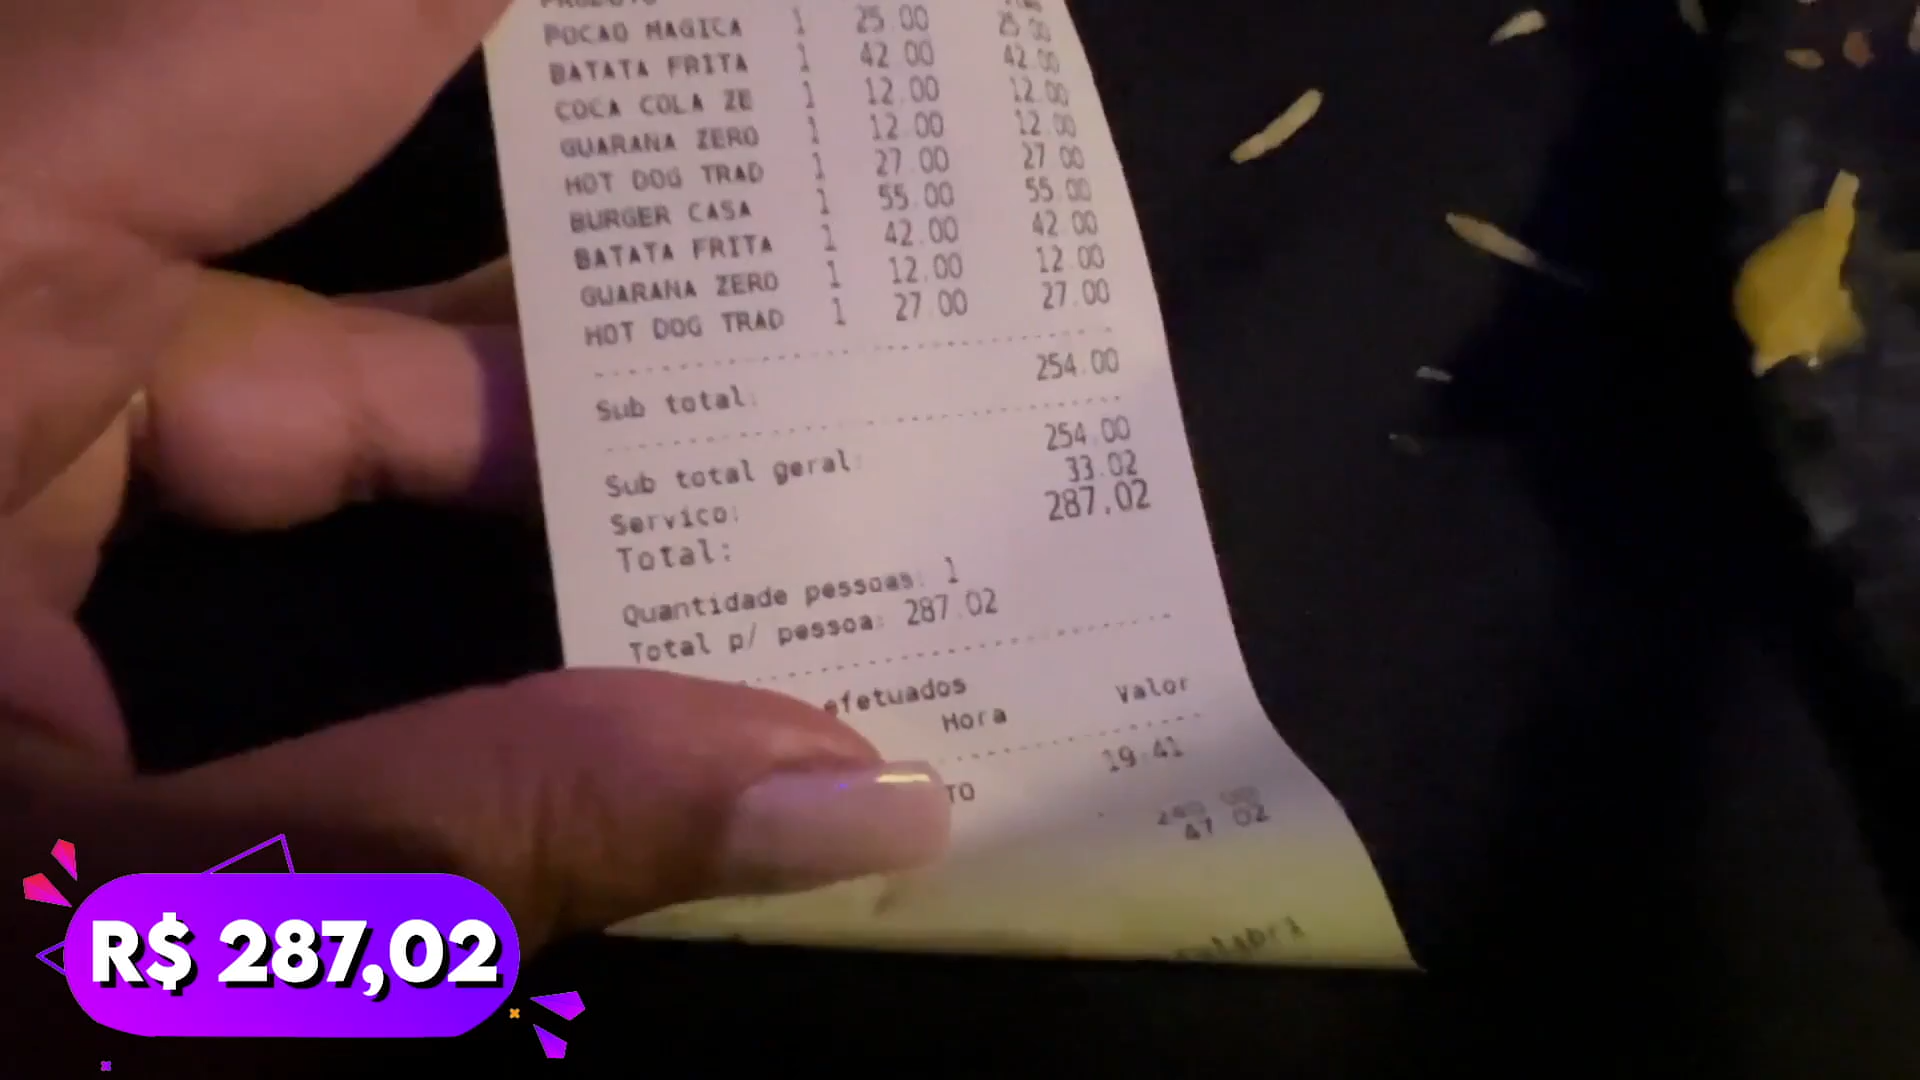 POCAO MAGICA 1 25.00 25.00
BATATA FRITA 1 42.00 42.00
COCA COLA ZE 1 12.00 12.00
GUARANA ZERO 1 12.00 12.00
HOT DOG TRAD 1 27.00 27.00
BURGER CASA 1 55.00 55.00
BATATA FRITA 1 42.00 42.00
GUARANA ZERO 1 12.00 12.00
HOT DOG TRAD 1 27.00 27.00
Sub total: 254.00
Sub total geral: 254.00
Servico: 33.02
Total: 287,02
Quantidade pessoas: 1
Total p/ pessoa: 287.02
efetuados
Hora Valor
TO 19:41
47.02
R$ 287,02